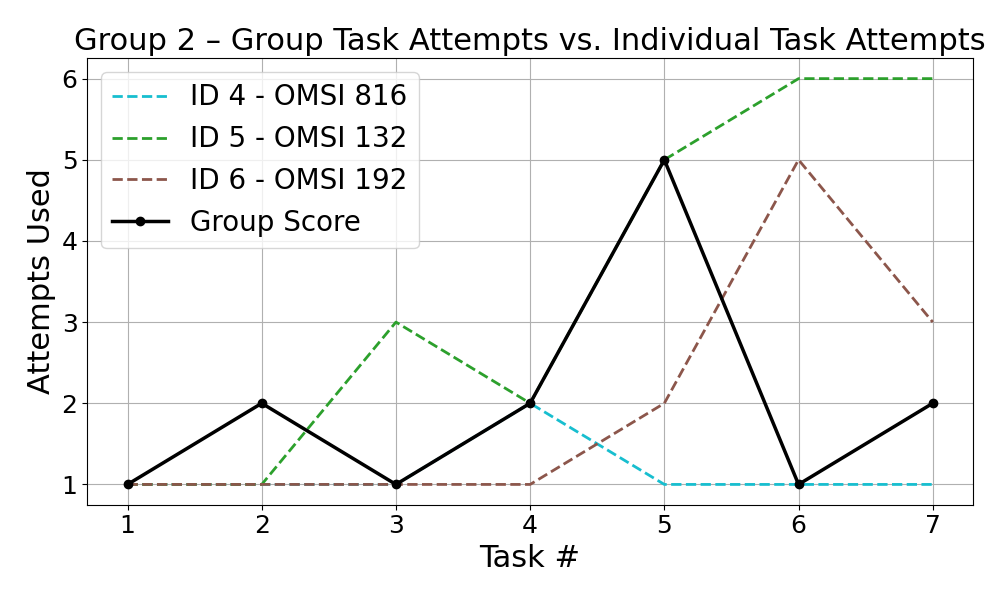 Group 2 – Group Task Attempts vs. Individual Task Attempts
ID 4 - OMSI 816
ID 5 - OMSI 132
ID 6 - OMSI 192
Group Score
Attempts Used
6
5
4
3
2
1
1 2 3 4 5 6 7
Task #